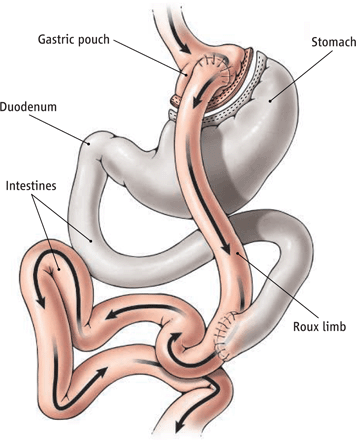 Gastric pouch
Stomach
Duodenum
Intestines
Roux limb